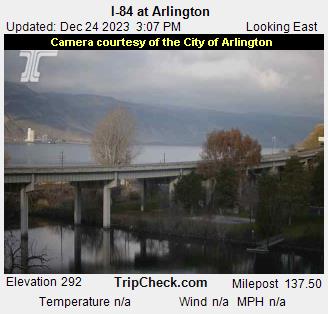 I-84 at Arlington
Updated: Dec 24 2023 3:07 PM Looking East
Camera courtesy of the City of Arlington
Elevation 292 TripCheck.com Milepost 137.50
Temperature n/a Wind n/a MPH n/a